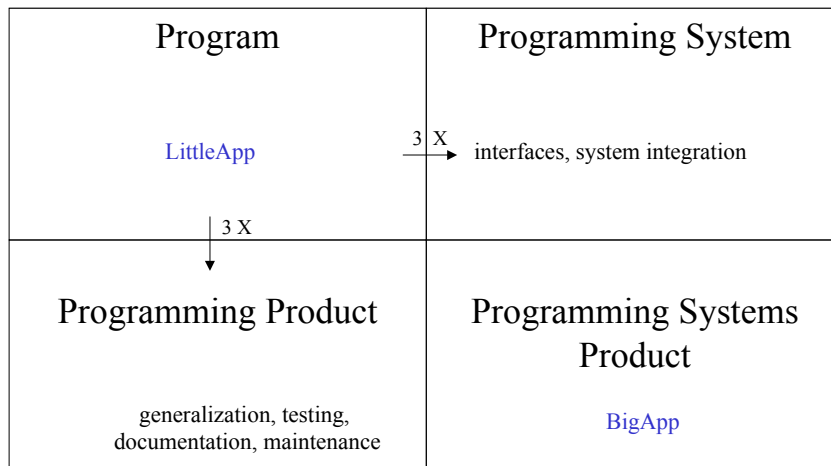 Program
Programming System
LittleApp
3 X
interfaces, system integration
3 X
Programming Product
Programming Systems
Product
generalization, testing,
documentation, maintenance
BigApp